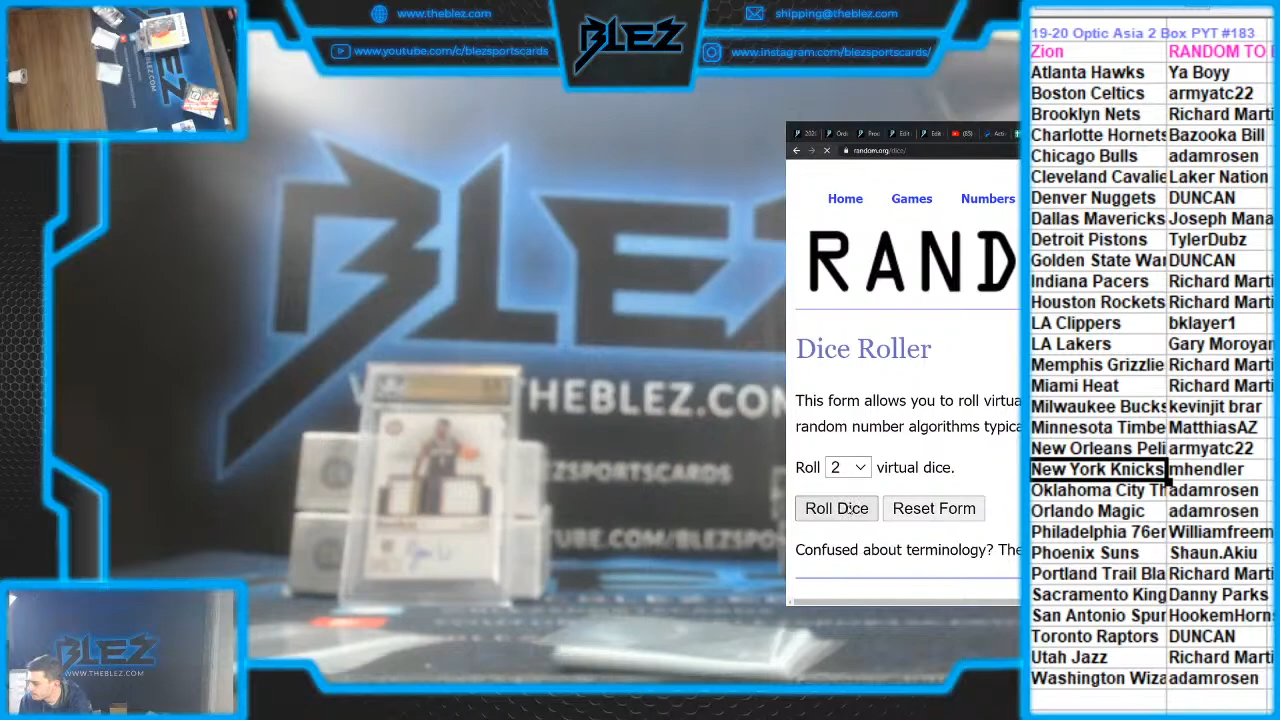 www.theblez.com
shipping@theblez.com
BLEZ
www.youtube.com/c/blezsportscards
www.instagram.com/blezsportscards/
19-20 Optic Asia 2 Box PYT #183
Zion RANDOM TO
Atlanta Hawks Ya Boyy
Boston Celtics armyatc22
Brooklyn Nets Richard Marti
Charlotte Hornets Bazooka Bill
Chicago Bulls adamrosen
Cleveland Cavalie Laker Nation
Denver Nuggets DUNCAN
Dallas Mavericks Joseph Mana
Detroit Pistons TylerDubz
Golden State War DUNCAN
Indiana Pacers Richard Marti
Houston Rockets Richard Marti
LA Clippers bklayer1
LA Lakers Gary Moroyan
Memphis Grizzlie Richard Marti
Miami Heat Richard Marti
Milwaukee Bucks kevinjit brar
Minnesota Timbe MatthiasAZ
New Orleans Peli armyatc22
New York Knicks mhendler
Oklahoma City Th adamrosen
Orlando Magic adamrosen
Philadelphia 76er Williamfreem
Phoenix Suns Shaun.Akiu
Portland Trail Bla Richard Marti
Sacramento King Danny Parks
San Antonio Spur HookemHorn
Toronto Raptors DUNCAN
Utah Jazz Richard Marti
Washington Wiza adamrosen
random.org/dice/
Home Games Numbers
RAND
Dice Roller
This form allows you to roll virtua
random number algorithms typica
Roll 2 virtual dice.
Roll Dice Reset Form
Confused about terminology? The
BLE
THEBLEZ.COM
BLEZSPORTSCARDS
TUBE.COM/BLEZSPORT
BLEZ
WWW.THEBLEZ.COM